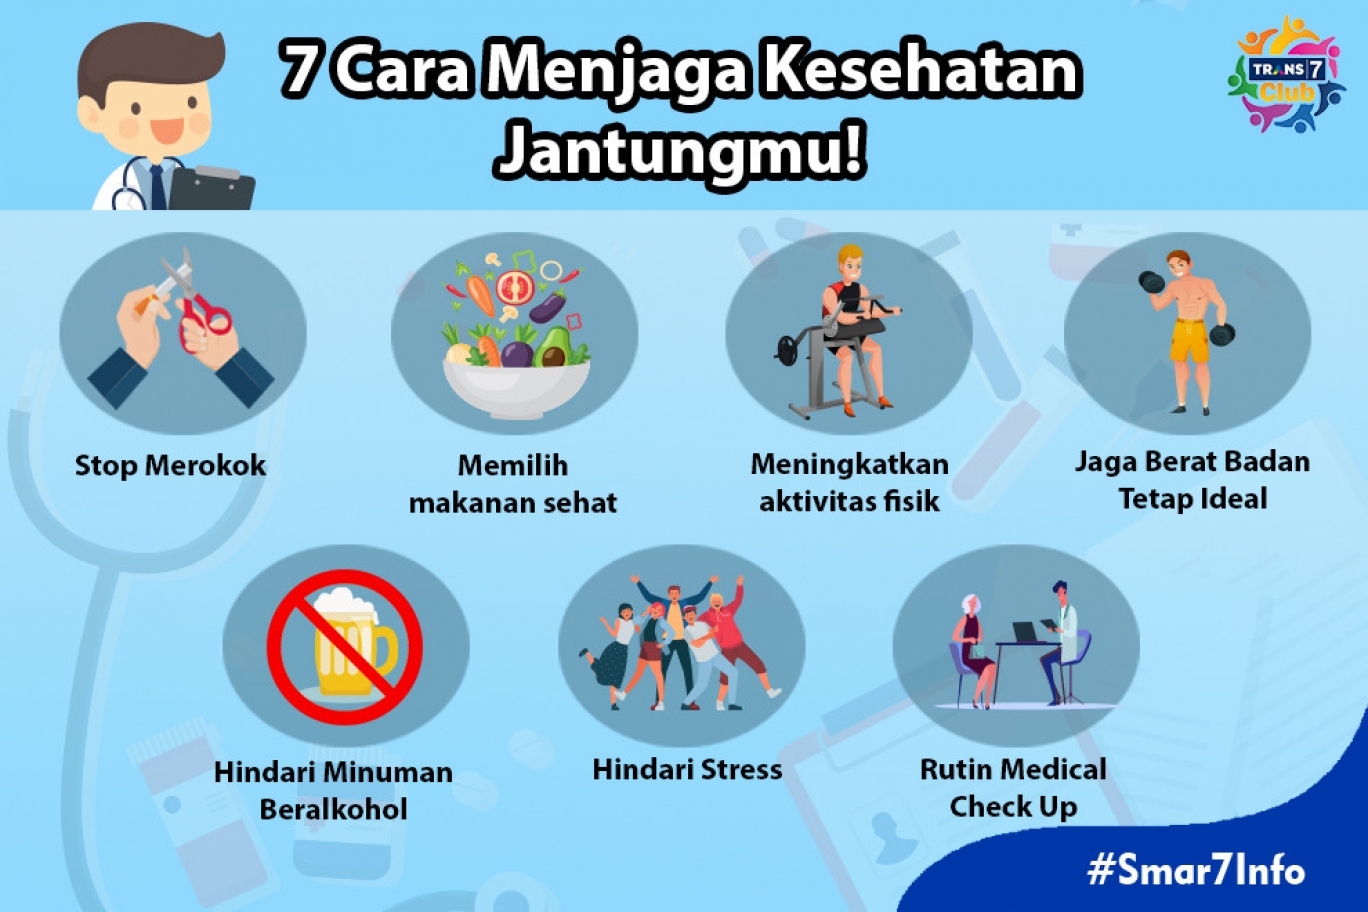 7 Cara Menjaga Kesehatan
Jantungmu!
TRANS|7
Club
Stop Merokok
Memilih
makanan sehat
Meningkatkan
aktivitas fisik
Jaga Berat Badan
Tetap Ideal
Hindari Minuman
Beralkohol
Hindari Stress
Rutin Medical
Check Up
#Smar7Info